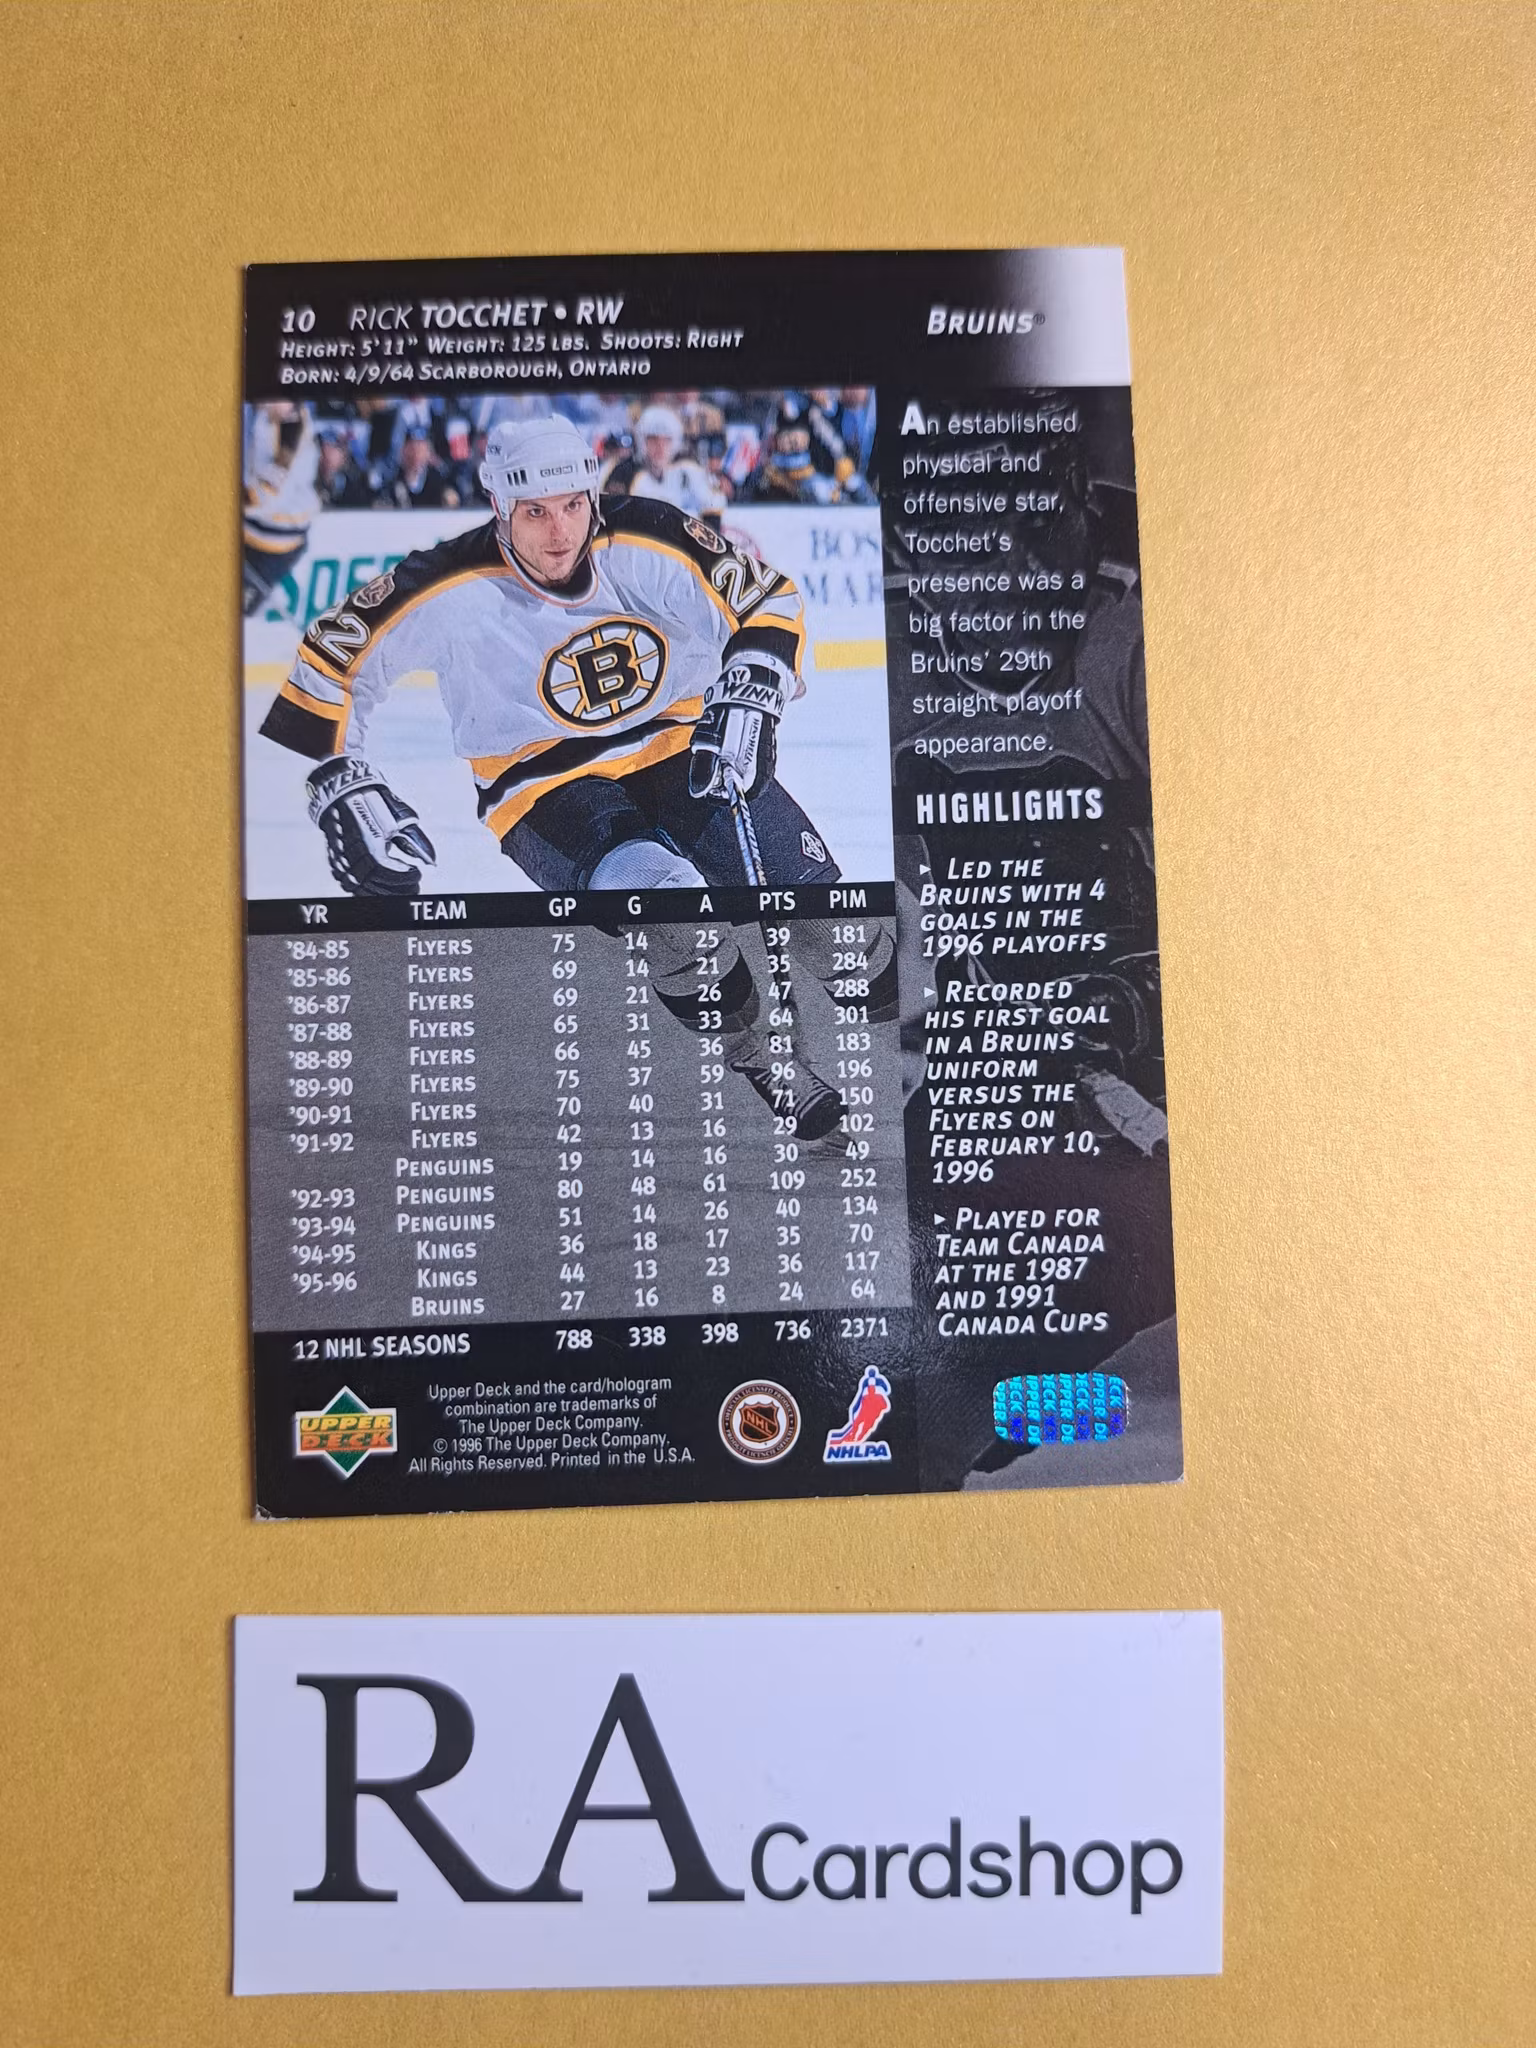 10 RICK TOCCHET • RW
HEIGHT: 5'11" WEIGHT: 125 LBS. SHOOTS: RIGHT
BORN: 4/9/64 SCARBOROUGH, ONTARIO
BRUINS®
An established
physical and
offensive star,
Tocchet's
presence was a
big factor in the
Bruins' 29th
straight playoff
appearance.
HIGHLIGHTS
▸ LED THE
BRUINS WITH 4
GOALS IN THE
1996 PLAYOFFS
▸ RECORDED
HIS FIRST GOAL
IN A BRUINS
UNIFORM
VERSUS THE
FLYERS ON
FEBRUARY 10,
1996
▸ PLAYED FOR
TEAM CANADA
AT THE 1987
AND 1991
CANADA CUPS
22
22
B
YR TEAM GP G A PTS PIM
'84-85 FLYERS 75 14 25 39 181
'85-86 FLYERS 69 14 21 35 284
'86-87 FLYERS 69 21 26 47 288
'87-88 FLYERS 65 31 33 64 301
'88-89 FLYERS 66 45 36 81 183
'89-90 FLYERS 75 37 59 96 196
'90-91 FLYERS 70 40 31 71 150
'91-92 FLYERS 42 13 16 29 102
PENGUINS 19 14 16 30 49
'92-93 PENGUINS 80 48 61 109 252
'93-94 PENGUINS 51 14 26 40 134
'94-95 KINGS 36 18 17 35 70
'95-96 KINGS 44 13 23 36 117
BRUINS 27 16 8 24 64
12 NHL SEASONS 788 338 398 736 2371
UPPER
DECK
Upper Deck and the card/hologram
combination are trademarks of
The Upper Deck Company.
© 1996 The Upper Deck Company.
All Rights Reserved. Printed in the U.S.A.
NHL
NHLPA
RA Cardshop